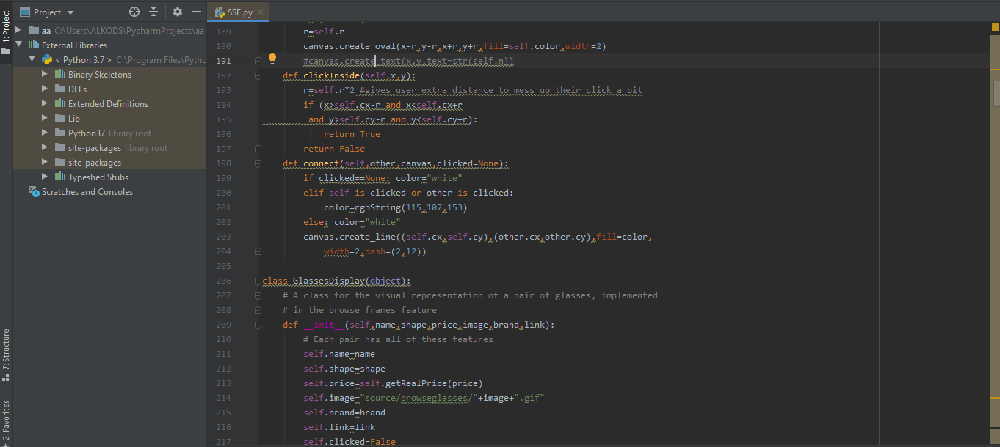 Project
SSE.py
1: Project
aa C:\Users\ALKODS\PycharmProjects\aa
External Libraries
< Python 3.7 > C:\Program Files\Pytho
Binary Skeletons
DLLs
Extended Definitions
Lib
Python37 library root
site-packages library root
site-packages
Typeshed Stubs
Scratches and Consoles
7: Structure
2: Favorites
189 r=self.r
190 canvas.create_oval(x-r,y-r,x+r,y+r,fill=self.color,width=2)
191 #canvas.create_text(x,y,text=str(self.n))
192 def clickInside(self,x,y):
193 r=self.r*2 #gives user extra distance to mess up their click a bit
194 if (x>self.cx-r and x<self.cx+r
195 and y>self.cy-r and y<self.cy+r):
196 return True
197 return False
198 def connect(self,other,canvas,clicked=None):
199 if clicked==None: color="white"
200 elif self is clicked or other is clicked:
201 color=rgbString(115,107,153)
202 else: color="white"
203 canvas.create_line((self.cx,self.cy),(other.cx,other.cy),fill=color,
204 width=2,dash=(2,12))
205
206 class GlassesDisplay(object):
207 # A class for the visual representation of a pair of glasses, implemented
208 # in the browse frames feature
209 def __init__(self,name,shape,price,image,brand,link):
210 # Each pair has all of these features
211 self.name=name
212 self.shape=shape
213 self.price=self.getRealPrice(price)
214 self.image="source/browseglasses/"+image+".gif"
215 self.brand=brand
216 self.link=link
217 self.clicked=False